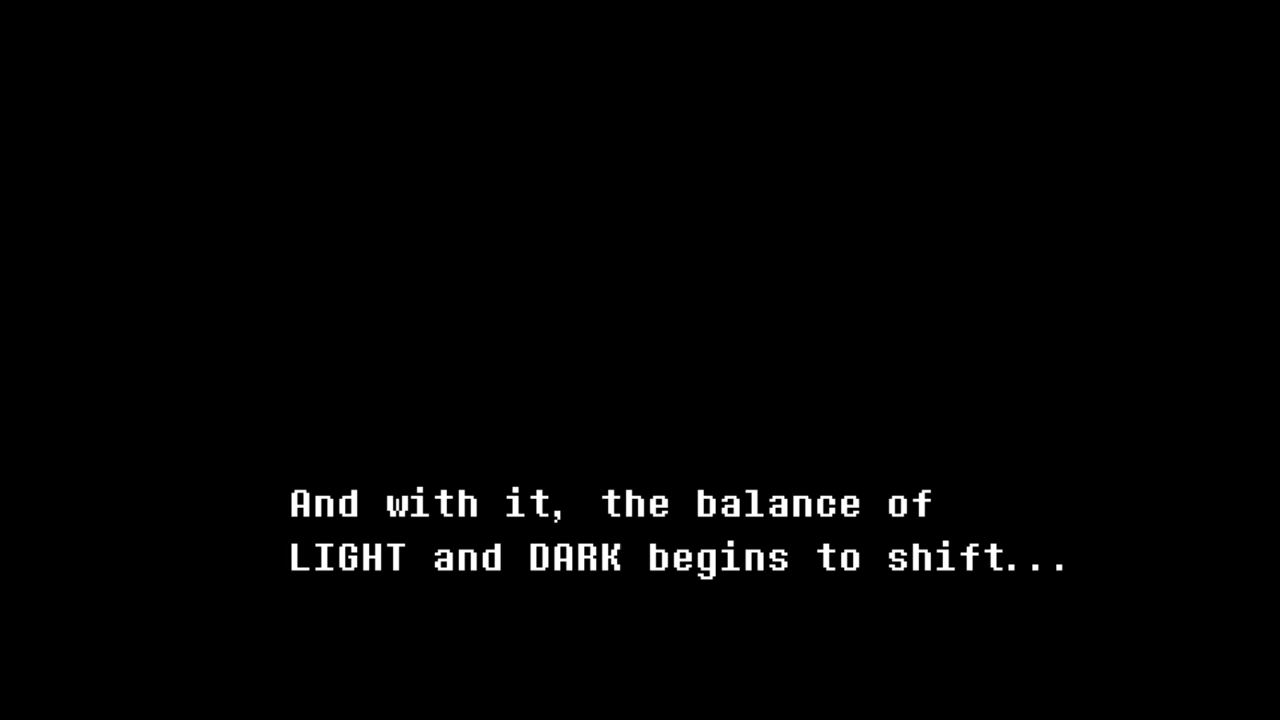 And with it, the balance of
LIGHT and DARK begins to shift...